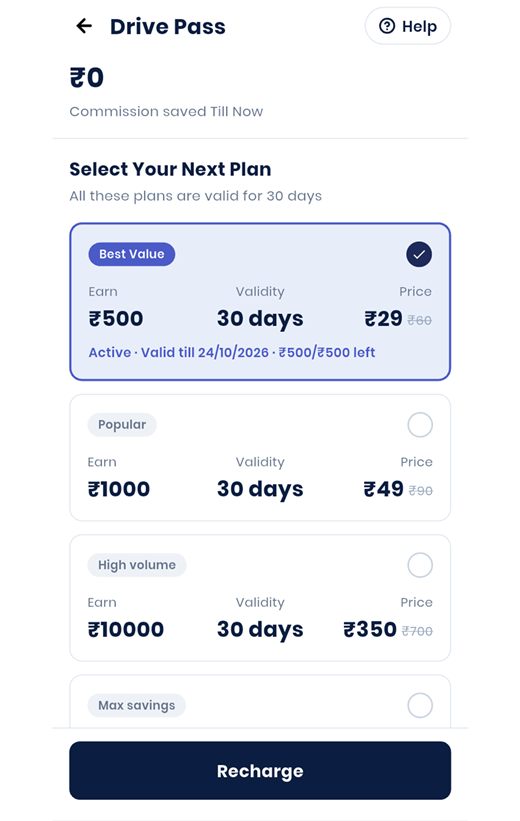 Drive Pass
Help
₹0
Commission saved Till Now
Select Your Next Plan
All these plans are valid for 30 days
Best Value
Earn Validity Price
₹500 30 days ₹29 ₹60
Active · Valid till 24/10/2026 · ₹500/₹500 left
Popular
Earn Validity Price
₹1000 30 days ₹49 ₹90
High volume
Earn Validity Price
₹10000 30 days ₹350 ₹700
Max savings
Recharge